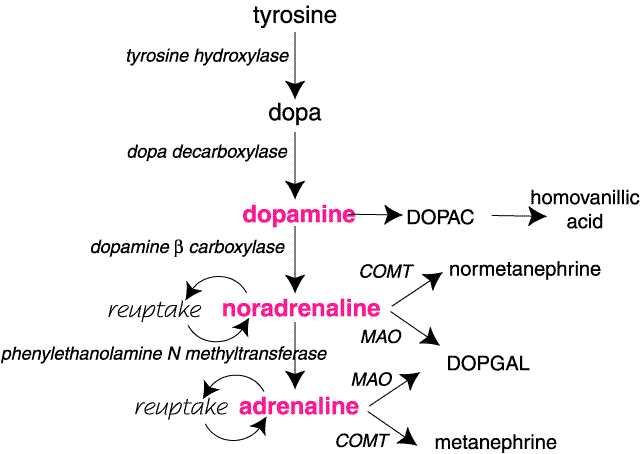 tyrosine
tyrosine hydroxylase
dopa
dopa decarboxylase
dopamine
DOPAC
homovanillic
acid
dopamine β carboxylase
COMT
normetanephrine
reuptake
noradrenaline
MAO
phenylethanolamine N methyltransferase
DOPGAL
MAO
reuptake
adrenaline
COMT
metanephrine